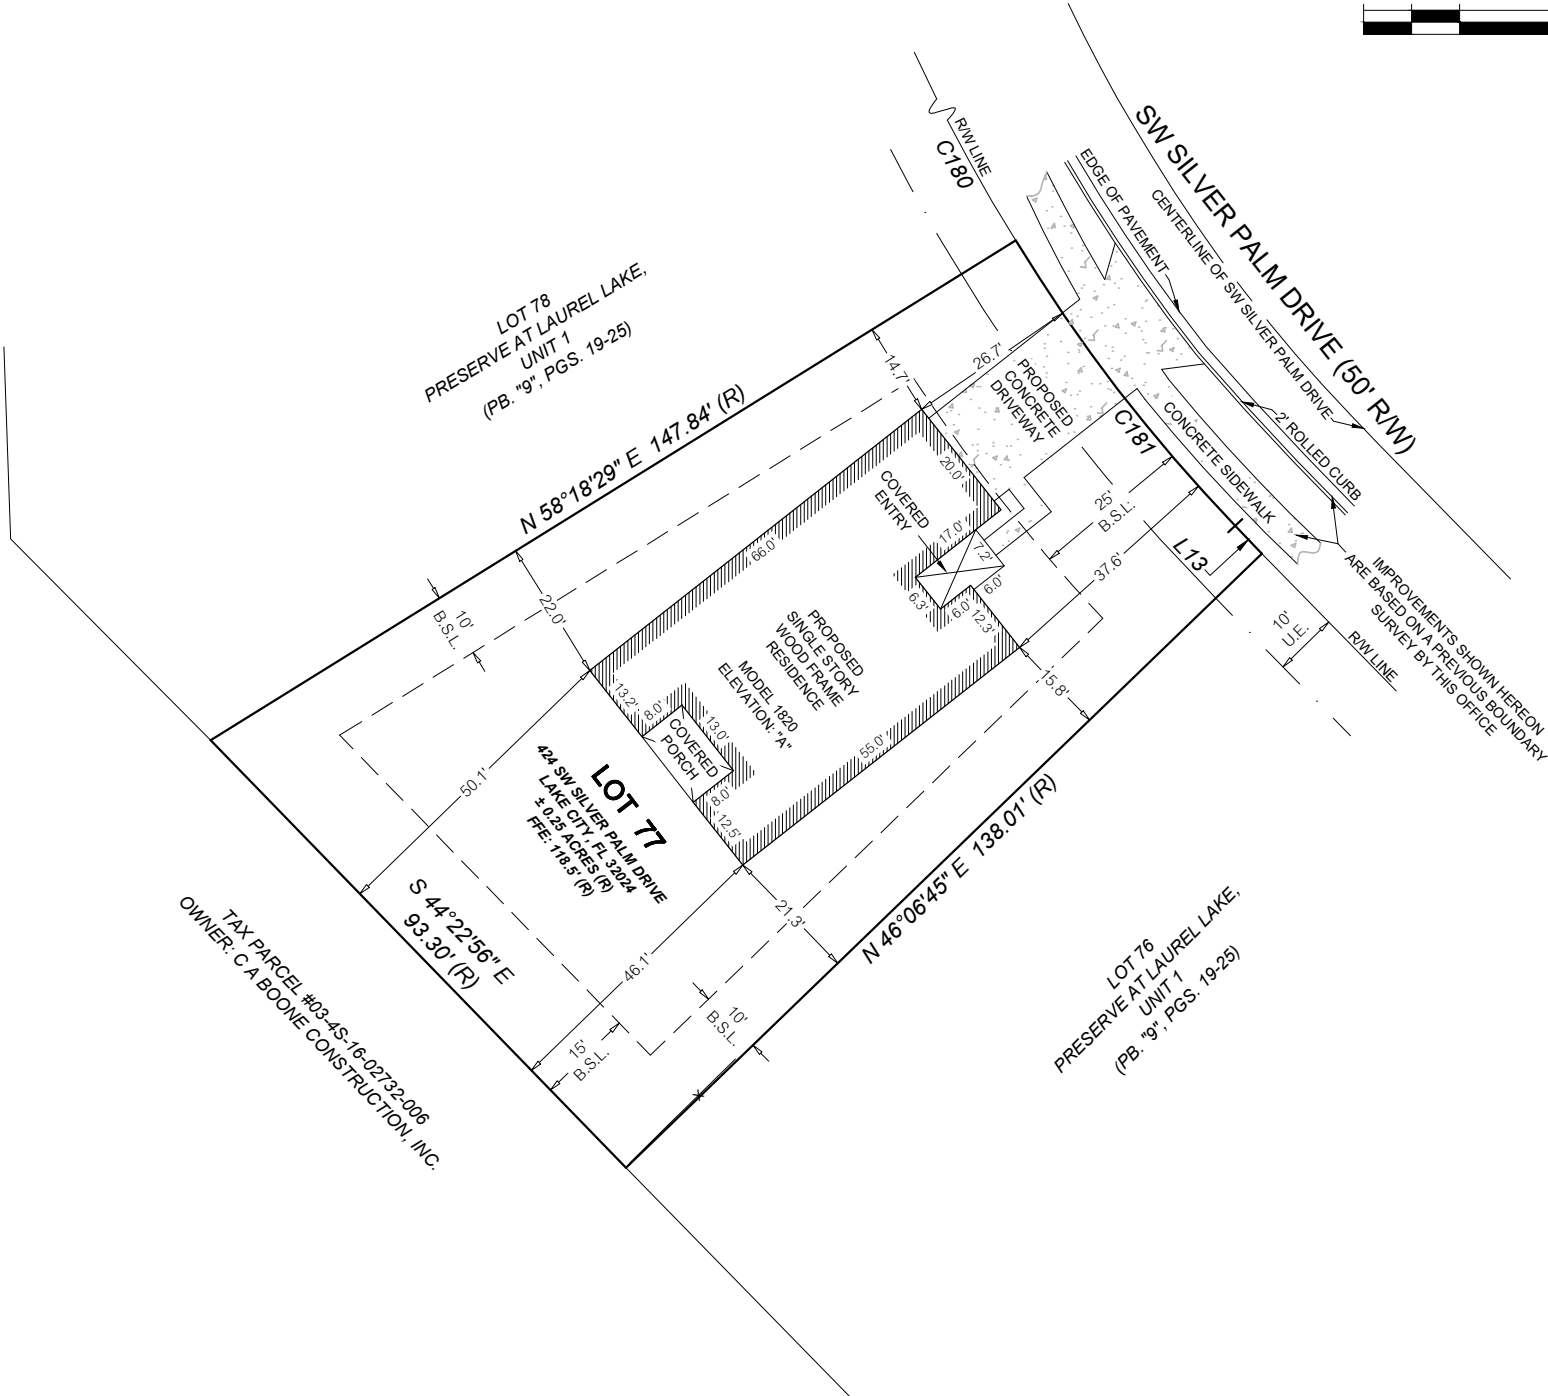 SW SILVER PALM DRIVE (50' R/W)
R/W LINE
C180
EDGE OF PAVEMENT
CENTERLINE OF SW SILVER PALM DRIVE
2' ROLLED CURB
CONCRETE SIDEWALK
C181
L13
IMPROVEMENTS SHOWN HEREON
ARE BASED ON A PREVIOUS BOUNDARY
SURVEY BY THIS OFFICE
R/W LINE
10'
U.E.
LOT 78
PRESERVE AT LAUREL LAKE,
UNIT 1
(PB. "9", PGS. 19-25)
N 58°18'29" E 147.84' (R)
14.7'
26.7'
PROPOSED
CONCRETE
DRIVEWAY
20.0'
COVERED
ENTRY
17.0'
7.2'
6.0'
6.3'
6.0'
12.3'
25'
B.S.L.
37.6'
15.8'
66.0'
22.0'
10'
B.S.L.
PROPOSED
SINGLE STORY
WOOD FRAME
RESIDENCE
MODEL 1820
ELEVATION: "A"
13.2'
8.0'
13.0'
COVERED
PORCH
8.0'
12.5'
55.0'
50.1'
LOT 77
424 SW SILVER PALM DRIVE
LAKE CITY, FL 32024
± 0.25 ACRES (R)
FFE: 118.5' (R)
S 44°22'56" E
93.30' (R)
46.1'
21.3'
15'
B.S.L.
10'
B.S.L.
N 46°06'45" E 138.01' (R)
TAX PARCEL #03-4S-16-02732-006
OWNER: C A BOONE CONSTRUCTION, INC.
LOT 76
PRESERVE AT LAUREL LAKE,
UNIT 1
(PB. "9", PGS. 19-25)